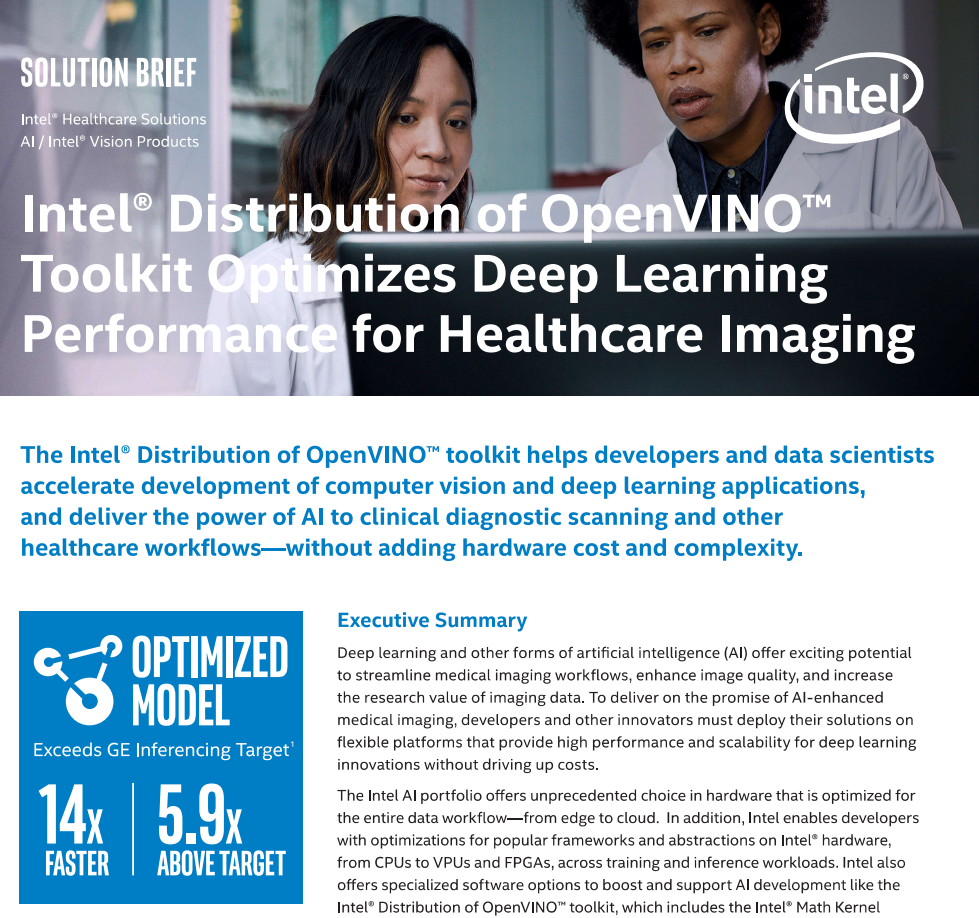 SOLUTION BRIEF
Intel® Healthcare Solutions
AI / Intel® Vision Products
intel®
Intel® Distribution of OpenVINO™
Toolkit Optimizes Deep Learning
Performance for Healthcare Imaging
The Intel® Distribution of OpenVINO™ toolkit helps developers and data scientists
accelerate development of computer vision and deep learning applications,
and deliver the power of AI to clinical diagnostic scanning and other
healthcare workflows—without adding hardware cost and complexity.
OPTIMIZED
MODEL
Exceeds GE Inferencing Target¹
14x
FASTER
5.9x
ABOVE TARGET
Executive Summary
Deep learning and other forms of artificial intelligence (AI) offer exciting potential
to streamline medical imaging workflows, enhance image quality, and increase
the research value of imaging data. To deliver on the promise of AI-enhanced
medical imaging, developers and other innovators must deploy their solutions on
flexible platforms that provide high performance and scalability for deep learning
innovations without driving up costs.
The Intel AI portfolio offers unprecedented choice in hardware that is optimized for
the entire data workflow—from edge to cloud.  In addition, Intel enables developers
with optimizations for popular frameworks and abstractions on Intel® hardware,
from CPUs to VPUs and FPGAs, across training and inference workloads. Intel also
offers specialized software options to boost and support AI development like the
Intel® Distribution of OpenVINO™ toolkit, which includes the Intel® Math Kernel